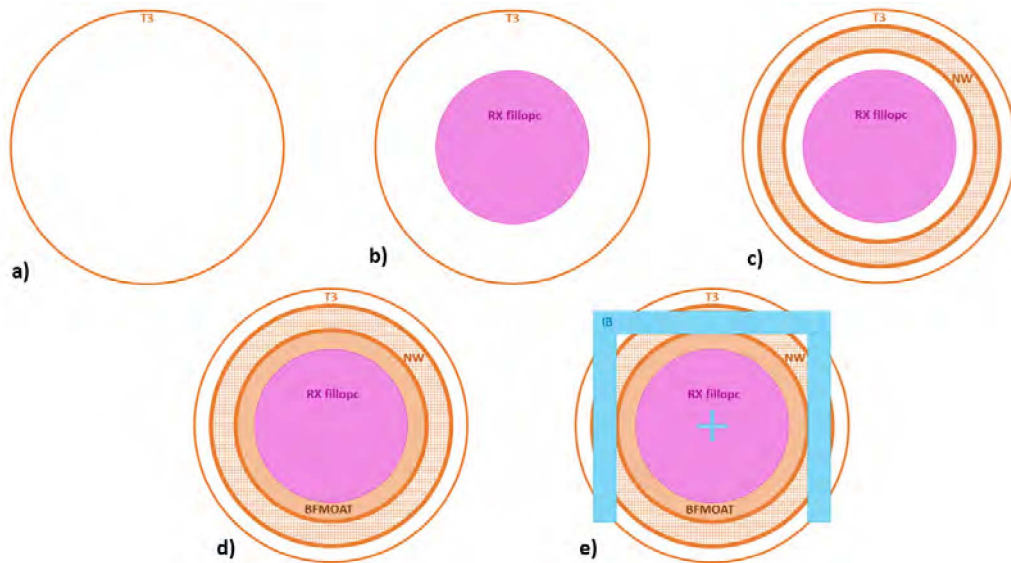 T3
a)
T3
RX fillopc
b)
T3
NW
RX fillopc
c)
T3
NW
RX fillopc
BFMOAT
d)
T3
IB
NW
RX fillopc
BFMOAT
e)